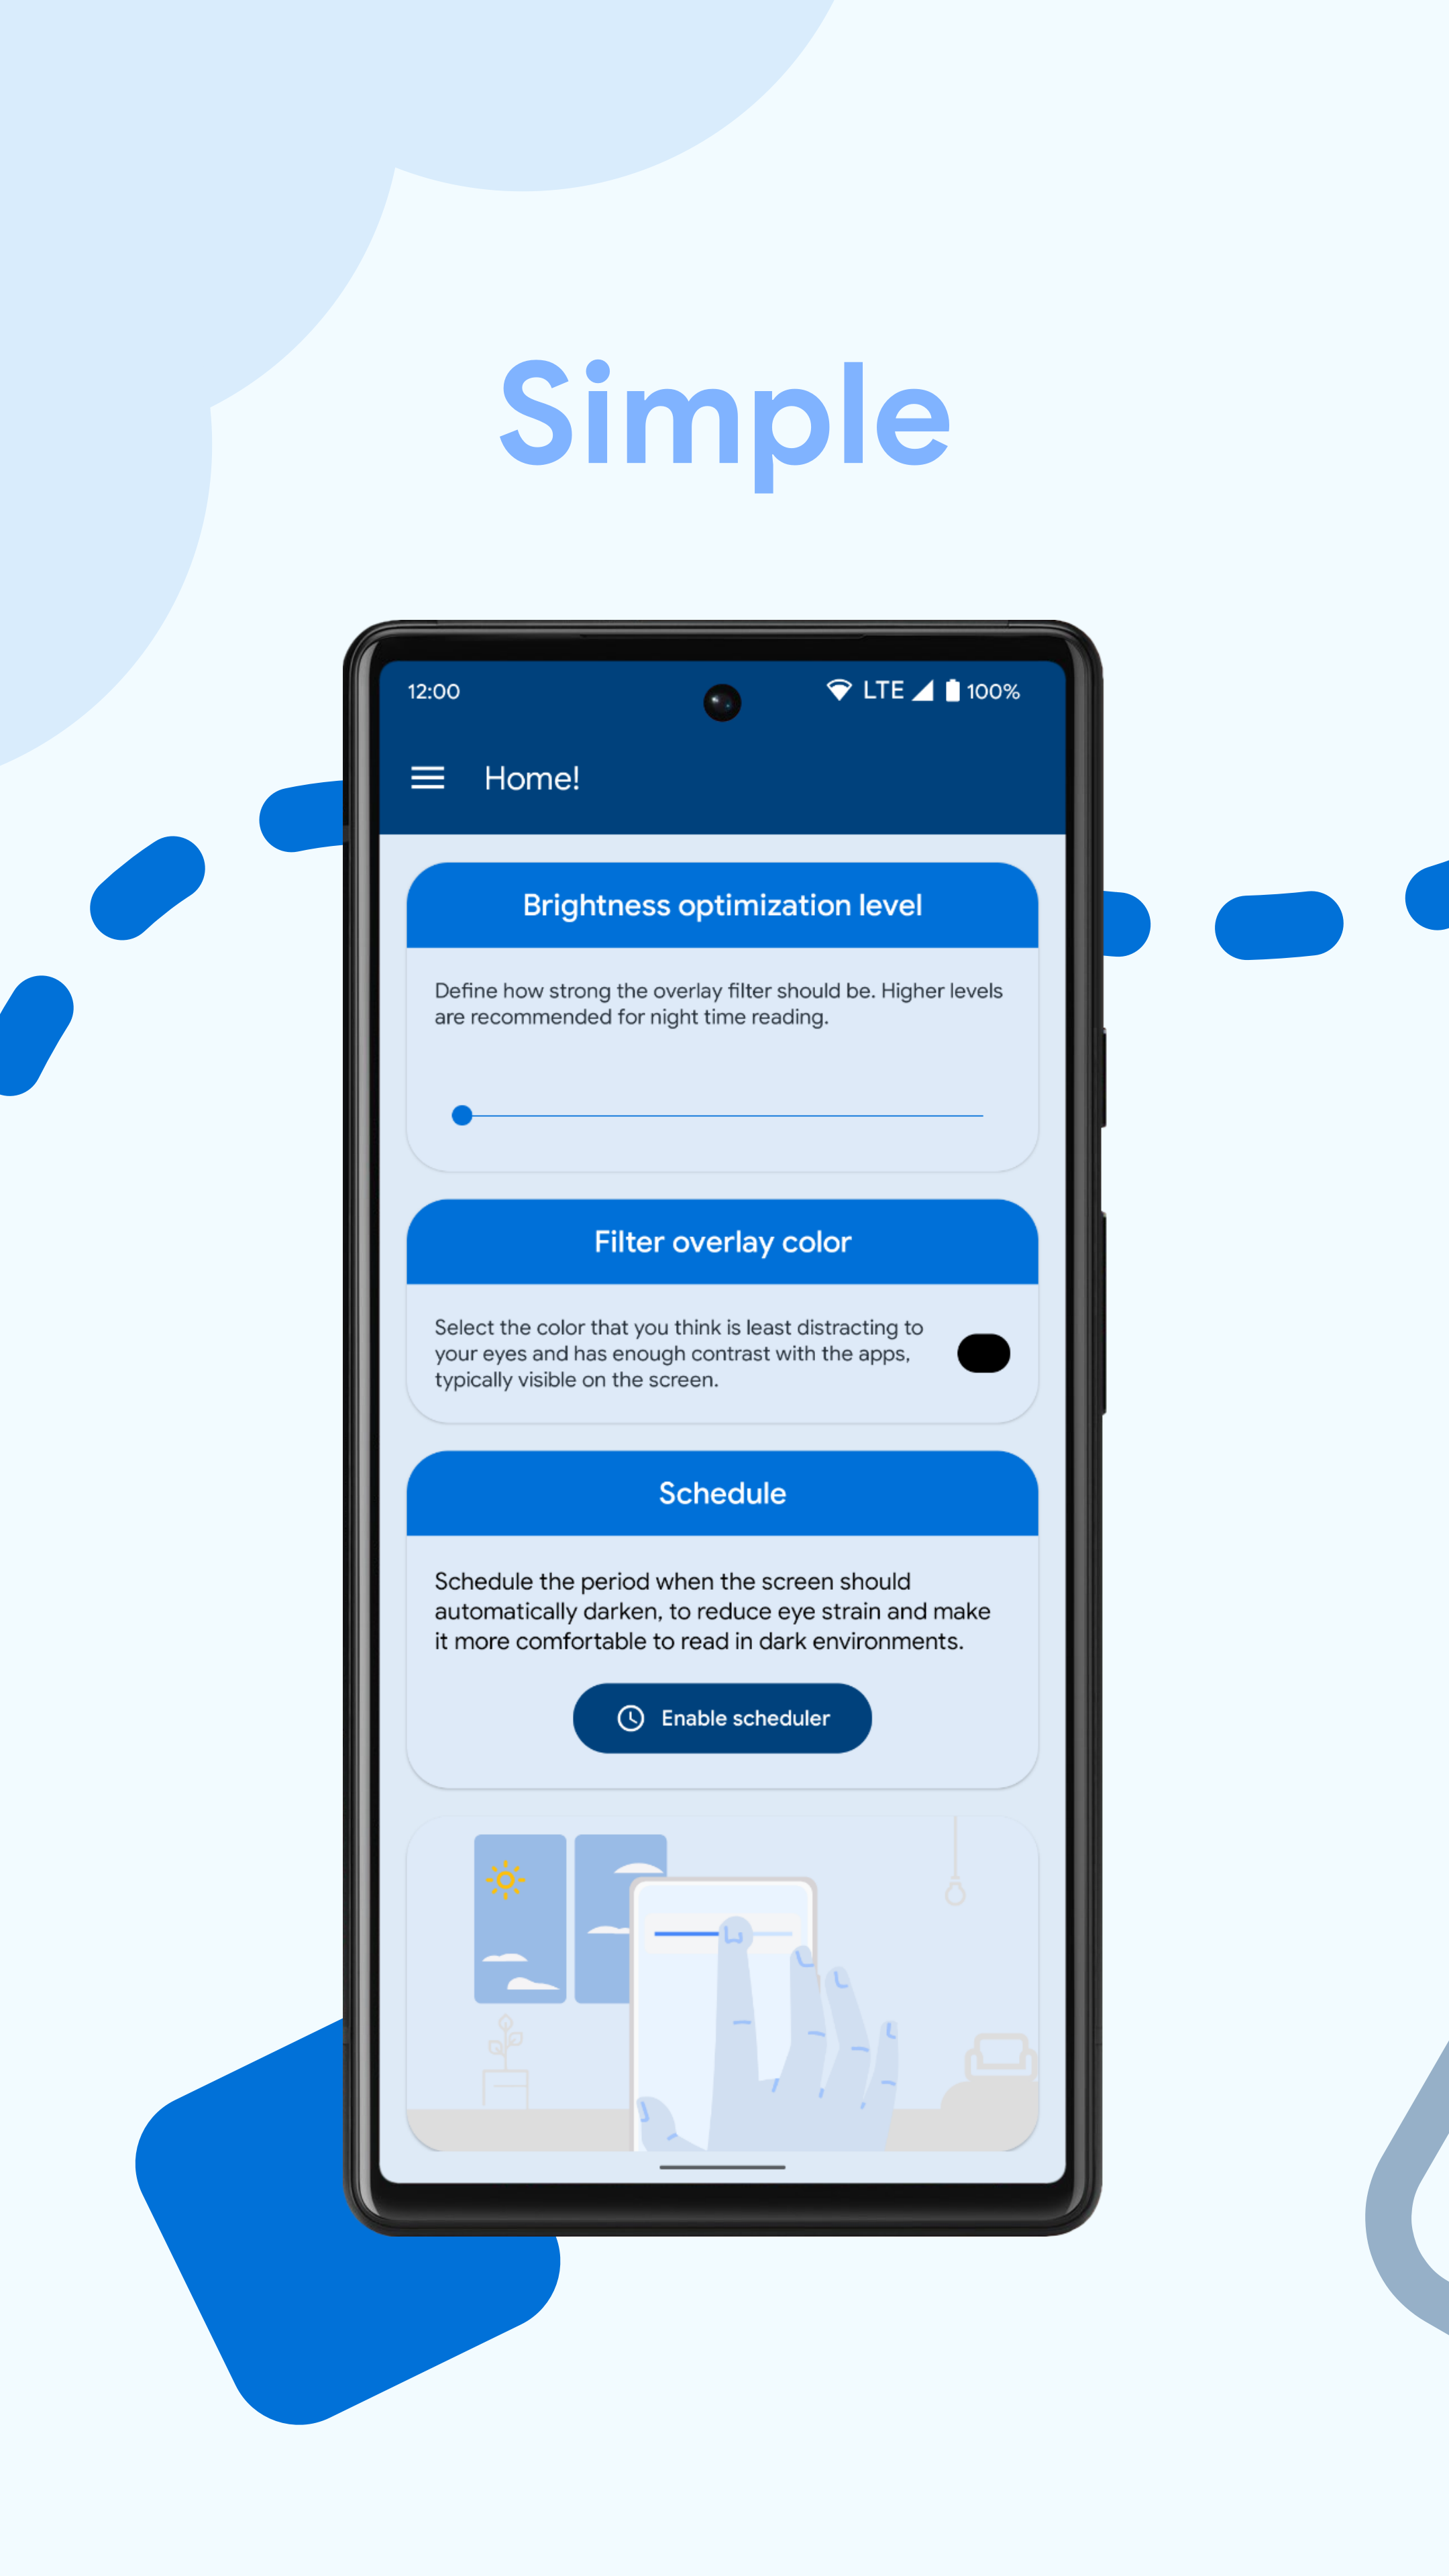 Simple
12:00 LTE 100%
Home!
Brightness optimization level
Define how strong the overlay filter should be. Higher levels
are recommended for night time reading.
Filter overlay color
Select the color that you think is least distracting to
your eyes and has enough contrast with the apps,
typically visible on the screen.
Schedule
Schedule the period when the screen should
automatically darken, to reduce eye strain and make
it more comfortable to read in dark environments.
Enable scheduler